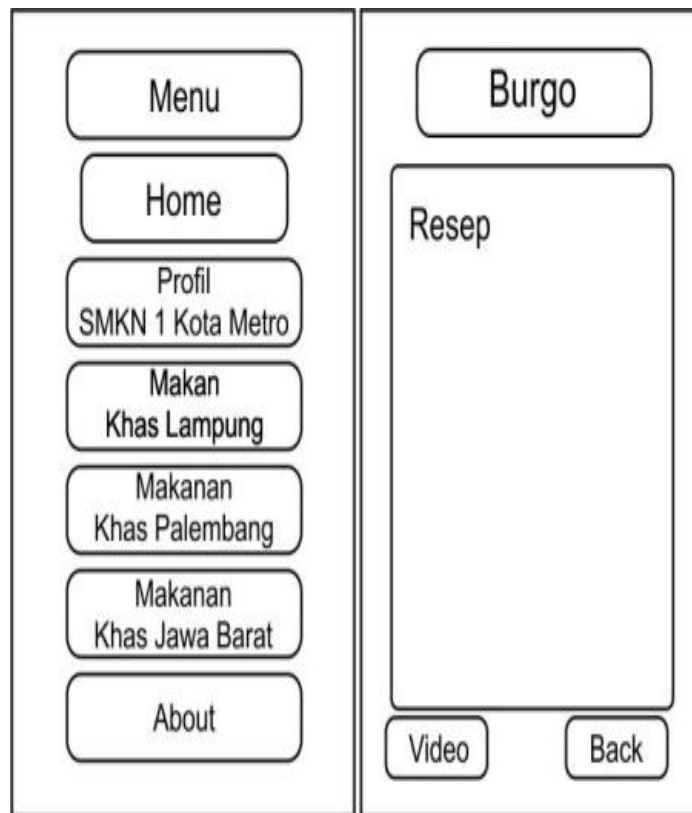 Menu
Home
Profil
SMKN 1 Kota Metro
Makan
Khas Lampung
Makanan
Khas Palembang
Makanan
Khas Jawa Barat
About
Burgo
Resep
Video
Back